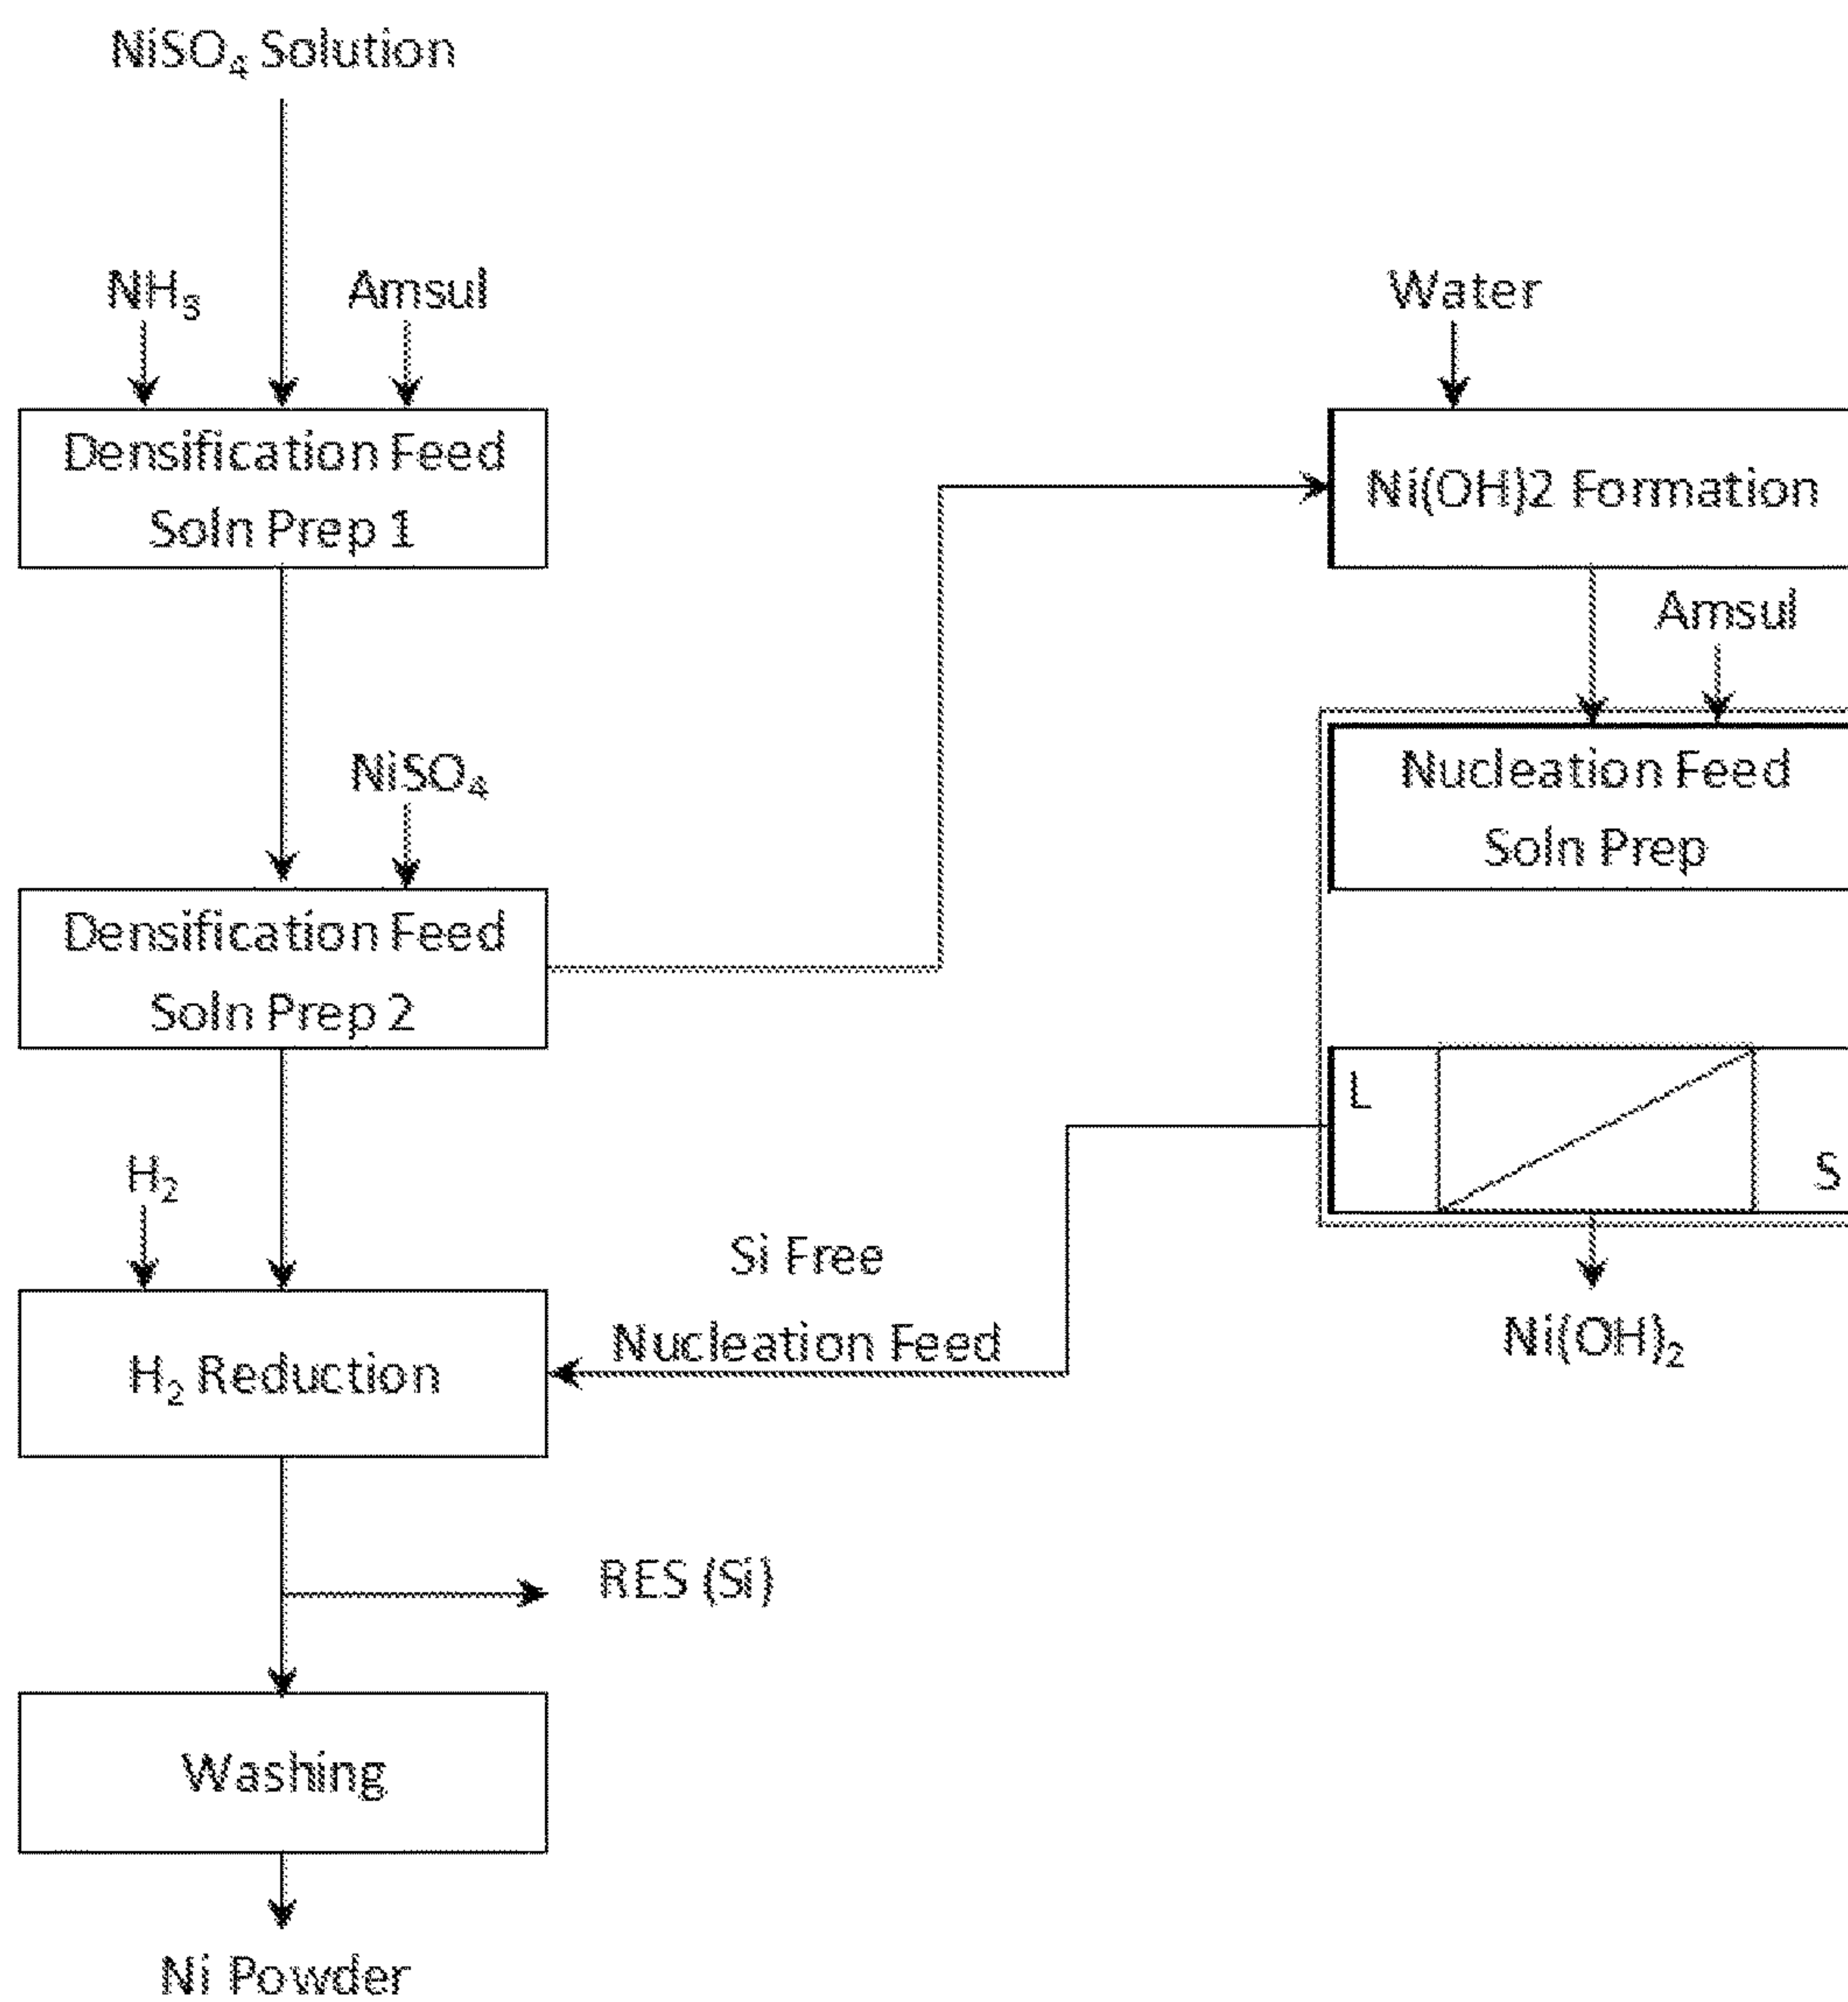 NiSO₄ Solution
NH₃
Amsul
Densification Feed
Soln Prep 1
NiSO₄
Densification Feed
Soln Prep 2
H₂
H₂ Reduction
RES (Si)
Washing
Ni Powder
Water
Ni(OH)2 Formation
Amsul
Nucleation Feed
Soln Prep
L
S
Ni(OH)₂
Si Free
Nucleation Feed